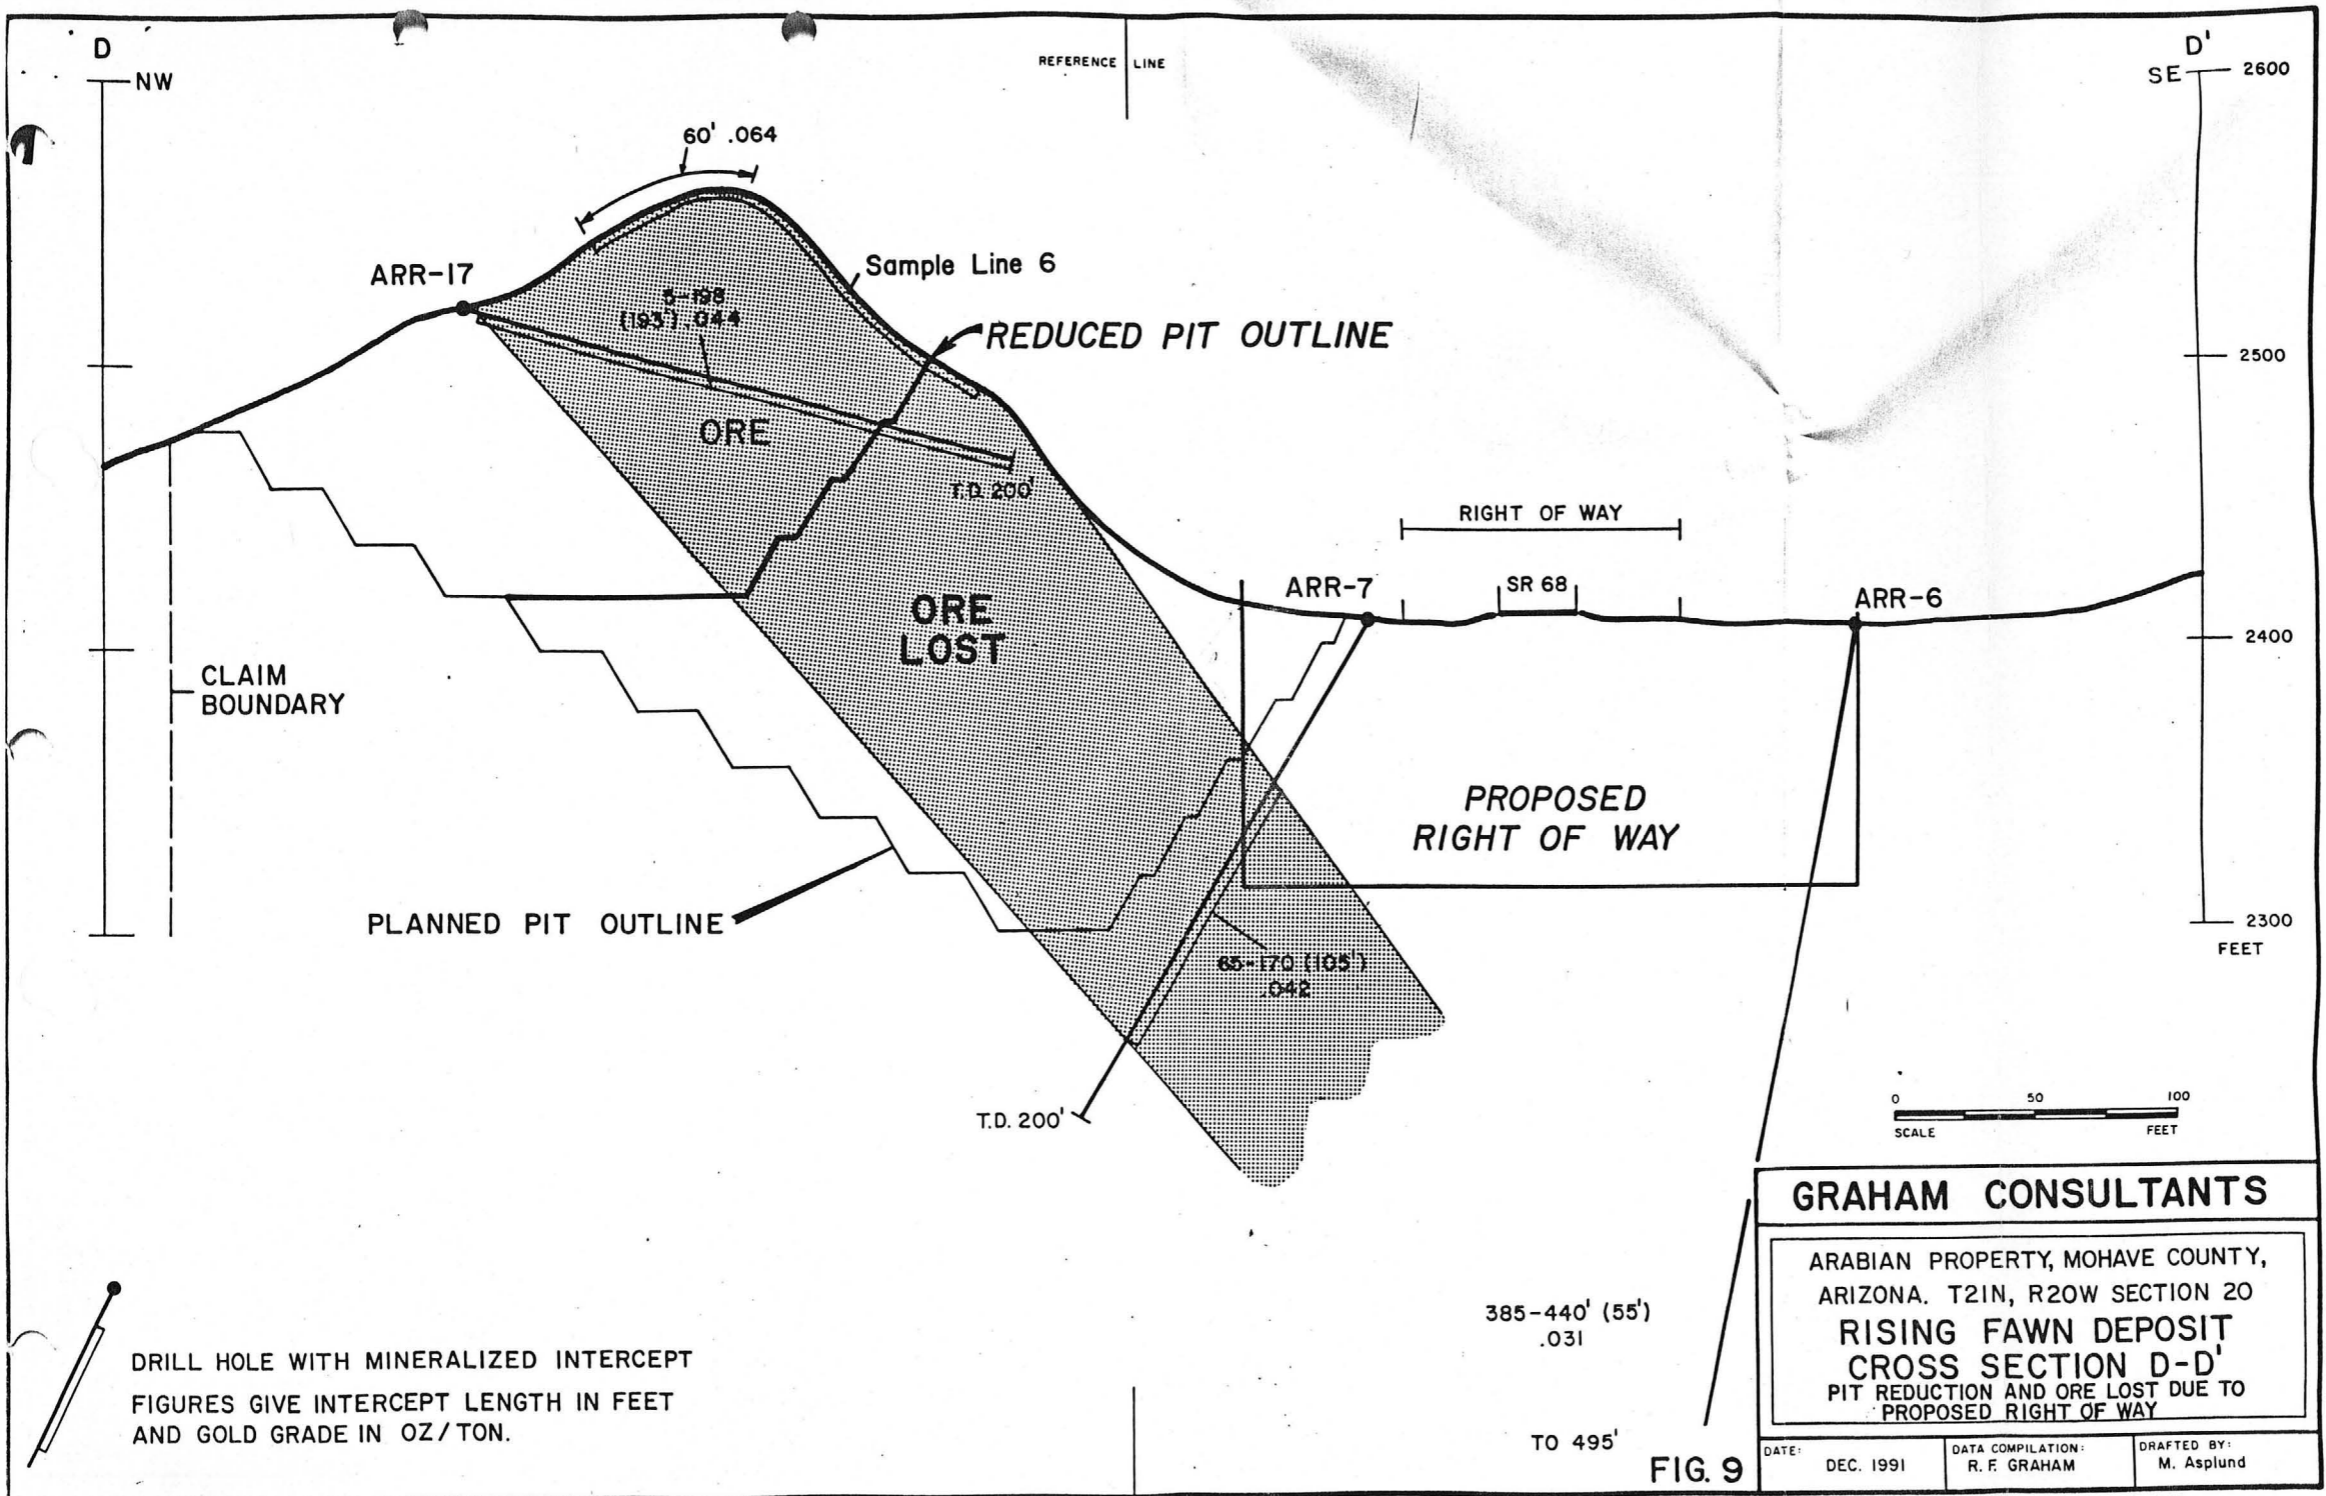 D
NW
REFERENCE LINE
D'
SE
2600
60' .064
ARR-17
Sample Line 6
5-198
(193') .044
REDUCED PIT OUTLINE
2500
ORE
T.D. 200'
RIGHT OF WAY
ARR-7
SR 68
ARR-6
ORE
LOST
2400
CLAIM
BOUNDARY
PROPOSED
RIGHT OF WAY
PLANNED PIT OUTLINE
2300
FEET
65-170 (105')
.042
T.D. 200'
0 50 100
SCALE FEET
GRAHAM CONSULTANTS
ARABIAN PROPERTY, MOHAVE COUNTY,
ARIZONA. T21N, R20W SECTION 20
RISING FAWN DEPOSIT
CROSS SECTION D-D'
PIT REDUCTION AND ORE LOST DUE TO
PROPOSED RIGHT OF WAY
DATE: DEC. 1991
DATA COMPILATION:
R. F. GRAHAM
DRAFTED BY:
M. Asplund
385-440' (55')
.031
TO 495'
FIG. 9
DRILL HOLE WITH MINERALIZED INTERCEPT
FIGURES GIVE INTERCEPT LENGTH IN FEET
AND GOLD GRADE IN OZ/TON.